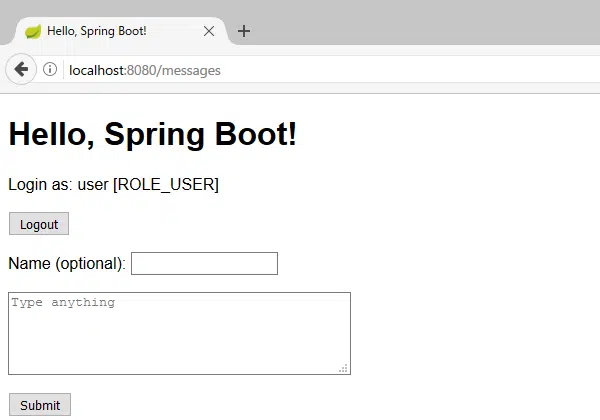 Hello, Spring Boot!
localhost:8080/messages
Hello, Spring Boot!
Login as: user [ROLE_USER]
Logout
Name (optional):
Type anything
Submit